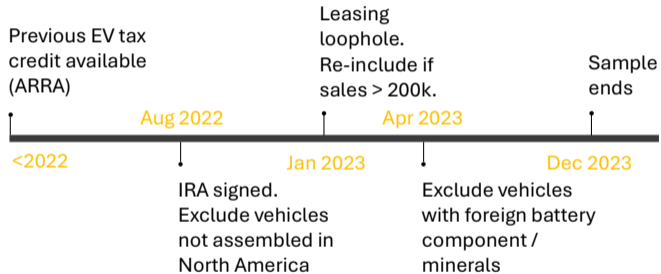 Previous EV tax
credit available
(ARRA)
Leasing
loophole.
Re-include if
sales > 200k.
Sample
ends
Aug 2022
Apr 2023
<2022
Jan 2023
Dec 2023
IRA signed.
Exclude vehicles
not assembled in
North America
Exclude vehicles
with foreign battery
component /
minerals